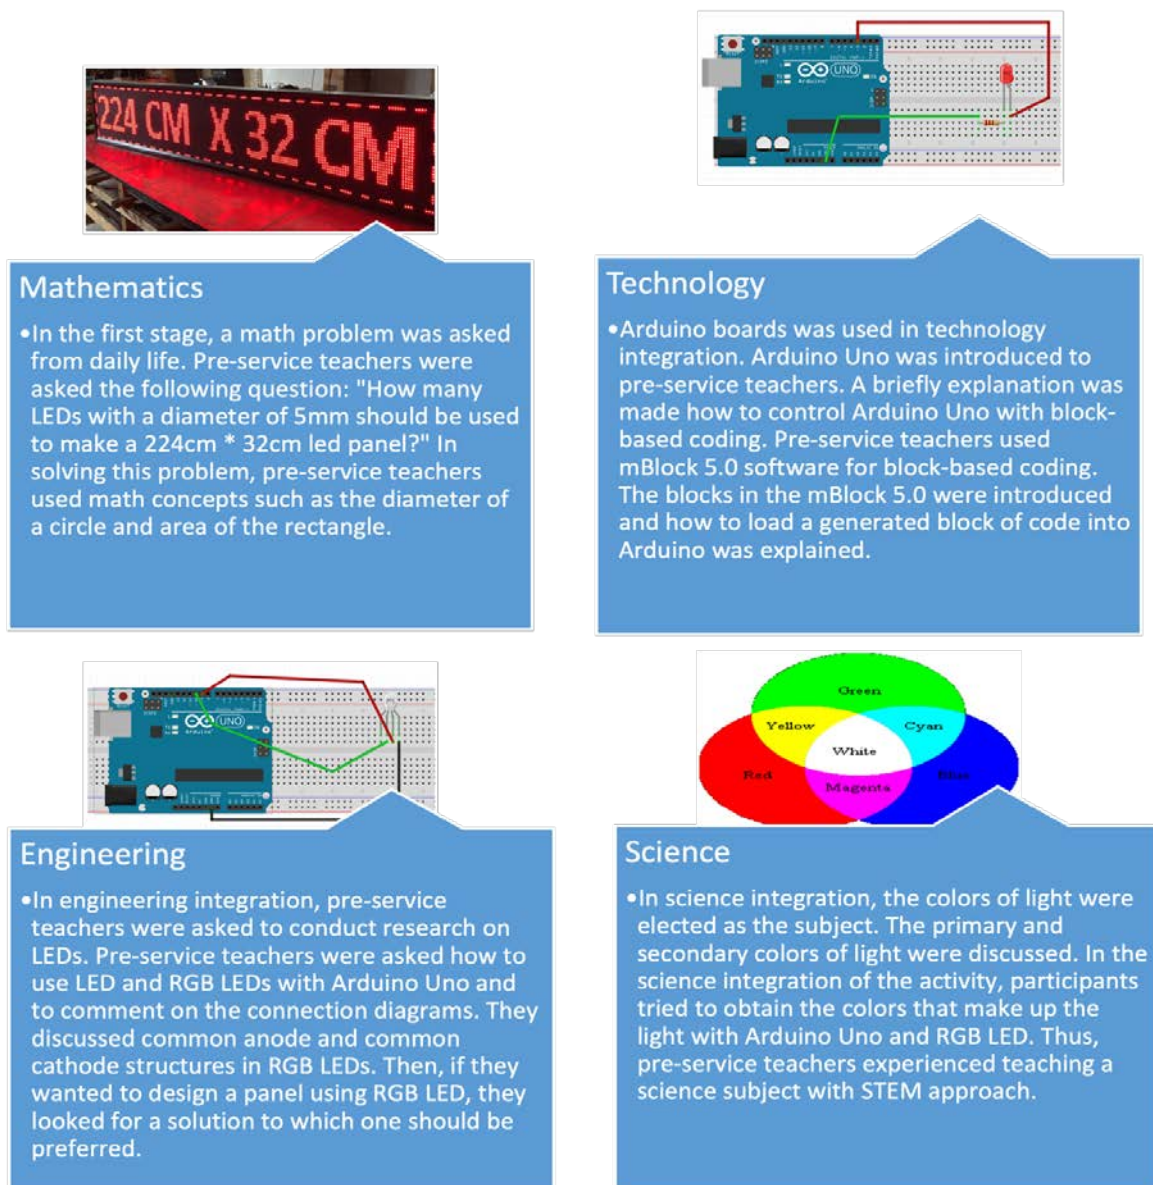 224 CM X 32 CM
UNO
Mathematics
•In the first stage, a math problem was asked
from daily life. Pre-service teachers were
asked the following question: "How many
LEDs with a diameter of 5mm should be used
to make a 224cm * 32cm led panel?" In
solving this problem, pre-service teachers
used math concepts such as the diameter of
a circle and area of the rectangle.
Technology
•Arduino boards was used in technology
integration. Arduino Uno was introduced to
pre-service teachers. A briefly explanation was
made how to control Arduino Uno with block-
based coding. Pre-service teachers used
mBlock 5.0 software for block-based coding.
The blocks in the mBlock 5.0 were introduced
and how to load a generated block of code into
Arduino was explained.
UNO
Green
Yellow
Cyan
White
Red
Blue
Magenta
Engineering
•In engineering integration, pre-service
teachers were asked to conduct research on
LEDs. Pre-service teachers were asked how to
use LED and RGB LEDs with Arduino Uno and
to comment on the connection diagrams. They
discussed common anode and common
cathode structures in RGB LEDs. Then, if they
wanted to design a panel using RGB LED, they
looked for a solution to which one should be
preferred.
Science
•In science integration, the colors of light were
elected as the subject. The primary and
secondary colors of light were discussed. In the
science integration of the activity, participants
tried to obtain the colors that make up the
light with Arduino Uno and RGB LED. Thus,
pre-service teachers experienced teaching a
science subject with STEM approach.